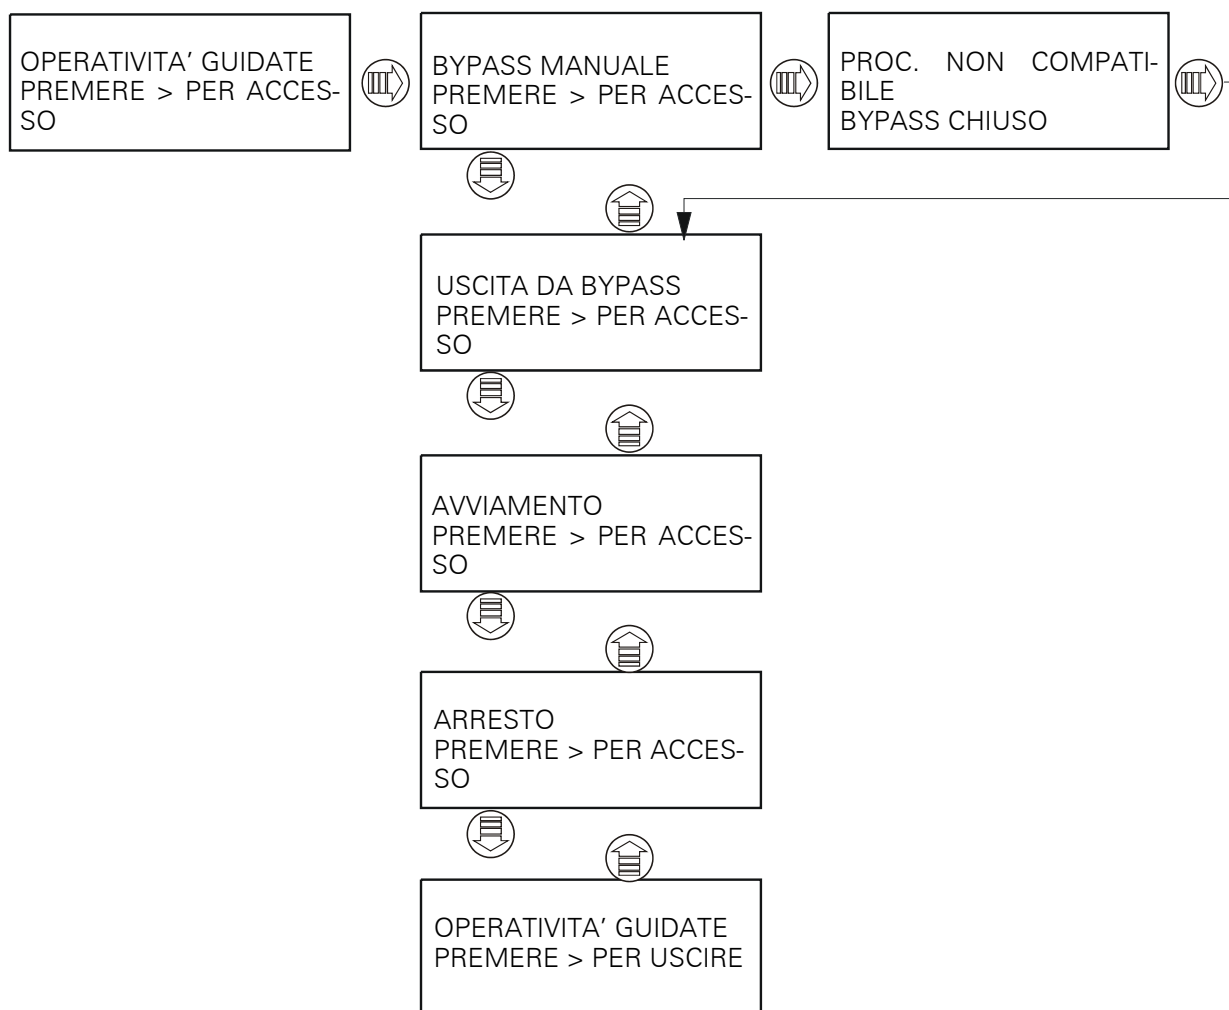 OPERATIVITA’ GUIDATE
PREMERE > PER ACCES-
SO
BYPASS MANUALE
PREMERE > PER ACCES-
SO
PROC. NON COMPATI-
BILE
BYPASS CHIUSO
USCITA DA BYPASS
PREMERE > PER ACCES-
SO
AVVIAMENTO
PREMERE > PER ACCES-
SO
ARRESTO
PREMERE > PER ACCES-
SO
OPERATIVITA’ GUIDATE
PREMERE > PER USCIRE